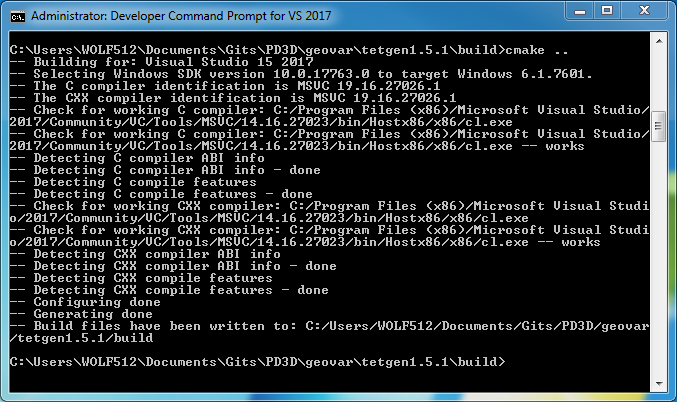 Administrator: Developer Command Prompt for VS 2017
C:\Users\WOLF512\Documents\Gits\PD3D\geovar\tetgen1.5.1\build>cmake ..
-- Building for: Visual Studio 15 2017
-- Selecting Windows SDK version 10.0.17763.0 to target Windows 6.1.7601.
-- The C compiler identification is MSVC 19.16.27026.1
-- The CXX compiler identification is MSVC 19.16.27026.1
-- Check for working C compiler: C:/Program Files (x86)/Microsoft Visual Studio/
2017/Community/VC/Tools/MSVC/14.16.27023/bin/Hostx86/x86/cl.exe
-- Check for working C compiler: C:/Program Files (x86)/Microsoft Visual Studio/
2017/Community/VC/Tools/MSVC/14.16.27023/bin/Hostx86/x86/cl.exe -- works
-- Detecting C compiler ABI info
-- Detecting C compiler ABI info - done
-- Detecting C compile features
-- Detecting C compile features - done
-- Check for working CXX compiler: C:/Program Files (x86)/Microsoft Visual Studi
o/2017/Community/VC/Tools/MSVC/14.16.27023/bin/Hostx86/x86/cl.exe
-- Check for working CXX compiler: C:/Program Files (x86)/Microsoft Visual Studi
o/2017/Community/VC/Tools/MSVC/14.16.27023/bin/Hostx86/x86/cl.exe -- works
-- Detecting CXX compiler ABI info
-- Detecting CXX compiler ABI info - done
-- Detecting CXX compile features
-- Detecting CXX compile features - done
-- Configuring done
-- Generating done
-- Build files have been written to: C:/Users/WOLF512/Documents/Gits/PD3D/geovar
/tetgen1.5.1/build
C:\Users\WOLF512\Documents\Gits\PD3D\geovar\tetgen1.5.1\build>